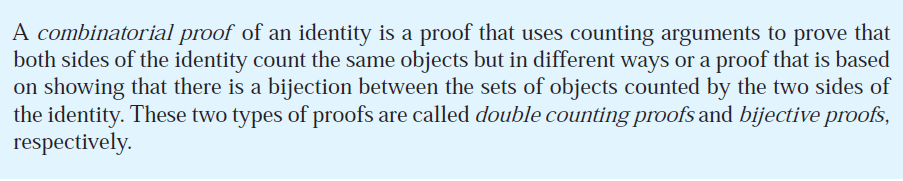 A combinatorial proof of an identity is a proof that uses counting arguments to prove that
both sides of the identity count the same objects but in different ways or a proof that is based
on showing that there is a bijection between the sets of objects counted by the two sides of
the identity. These two types of proofs are called double counting proofs and bijective proofs,
respectively.